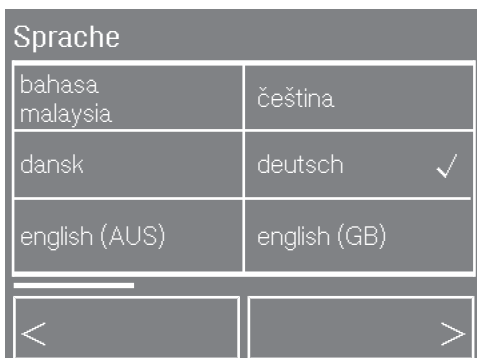 Sprache
bahasa
malaysia
čeština
dansk
deutsch ✓
english (AUS)
english (GB)
< >